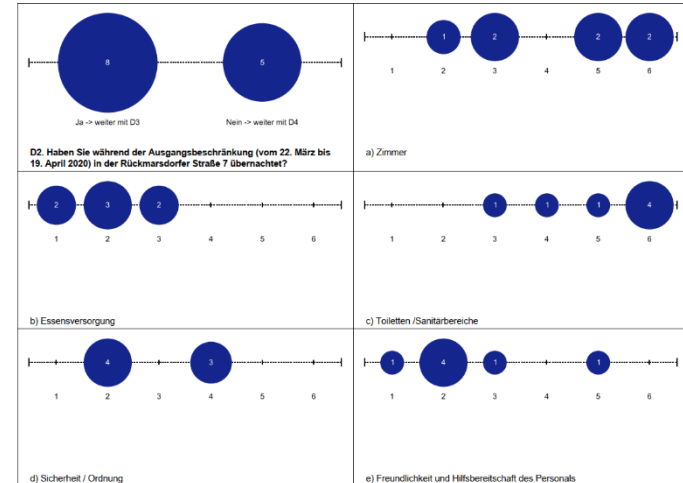 8
5
Ja -> weiter mit D3
Nein -> weiter mit D4
D2. Haben Sie während der Ausgangsbeschränkung (vom 22. März bis
19. April 2020) in der Rückmarsdorfer Straße 7 übernachtet?
1
2
2
2
1 2 3 4 5 6
a) Zimmer
2
3
2
1 2 3 4 5 6
b) Essensversorgung
1
1
1
4
1 2 3 4 5 6
c) Toiletten /Sanitärbereiche
4
3
1 2 3 4 5 6
d) Sicherheit / Ordnung
1
4
1
1
1 2 3 4 5 6
e) Freundlichkeit und Hilfsbereitschaft des Personals